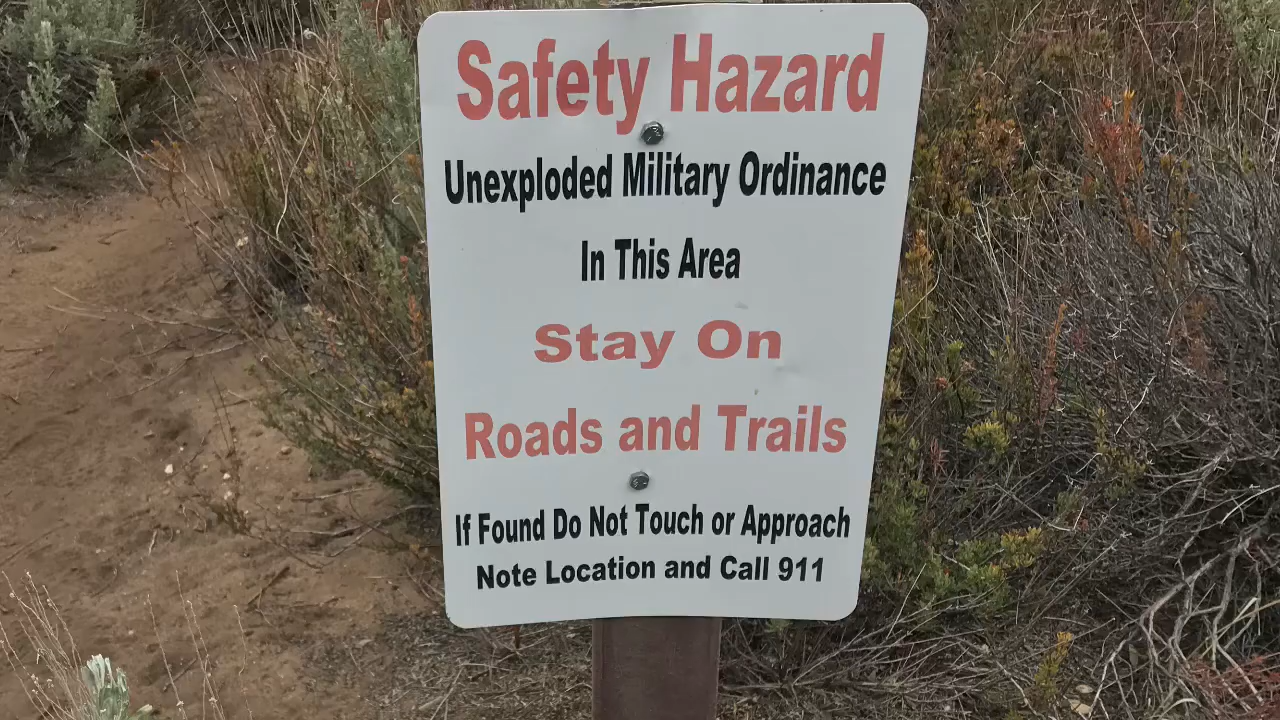 Safety Hazard
Unexploded Military Ordinance
In This Area
Stay On
Roads and Trails
If Found Do Not Touch or Approach
Note Location and Call 911